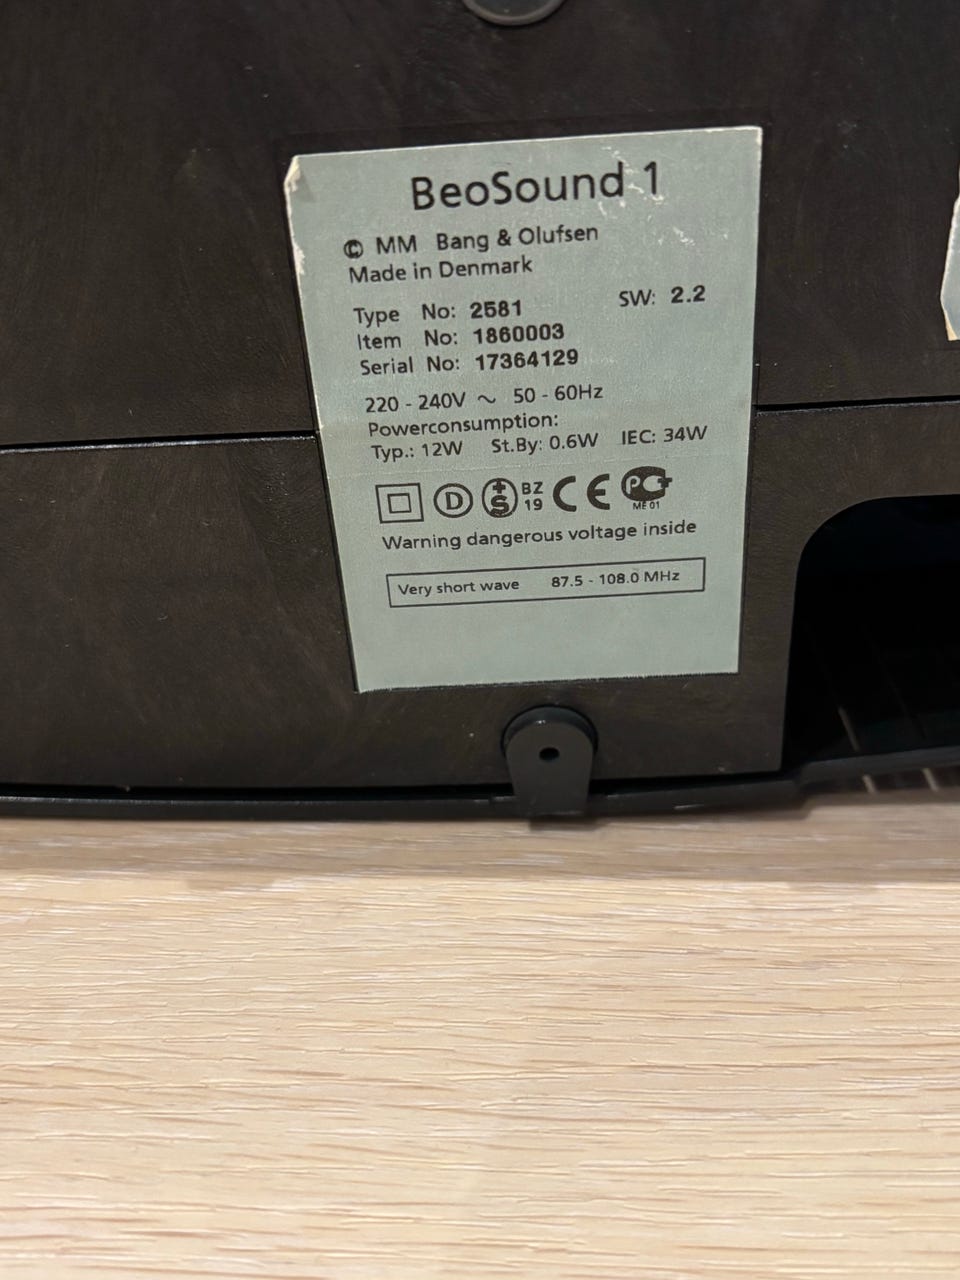 BeoSound 1
© MM Bang & Olufsen
Made in Denmark
Type No: 2581 SW: 2.2
Item No: 1860003
Serial No: 17364129
220 - 240V ~ 50 - 60Hz
Powerconsumption:
Typ.: 12W St.By: 0.6W IEC: 34W
D +S BZ 19 CE PCT ME 01
Warning dangerous voltage inside
Very short wave 87.5 - 108.0 MHz